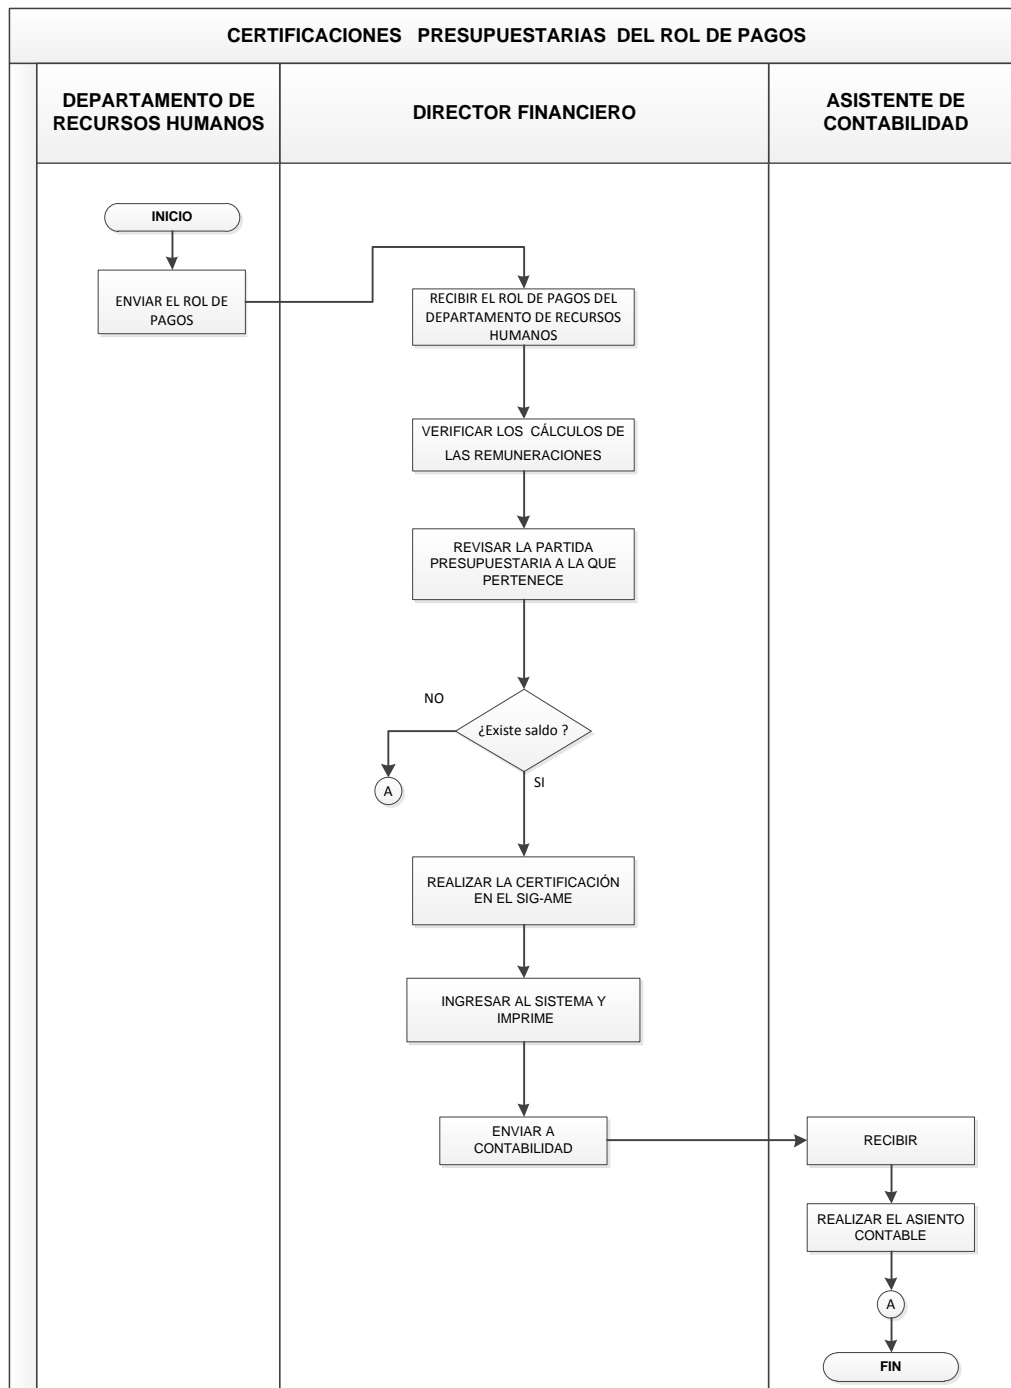 CERTIFICACIONES PRESUPUESTARIAS DEL ROL DE PAGOS
DEPARTAMENTO DE
RECURSOS HUMANOS
DIRECTOR FINANCIERO
ASISTENTE DE
CONTABILIDAD
INICIO
ENVIAR EL ROL DE
PAGOS
RECIBIR EL ROL DE PAGOS DEL
DEPARTAMENTO DE RECURSOS
HUMANOS
VERIFICAR LOS CÁLCULOS DE
LAS REMUNERACIONES
REVISAR LA PARTIDA
PRESUPUESTARIA A LA QUE
PERTENECE
NO
¿Existe saldo ?
A
SI
REALIZAR LA CERTIFICACIÓN
EN EL SIG-AME
INGRESAR AL SISTEMA Y
IMPRIME
ENVIAR A
CONTABILIDAD
RECIBIR
REALIZAR EL ASIENTO
CONTABLE
A
FIN